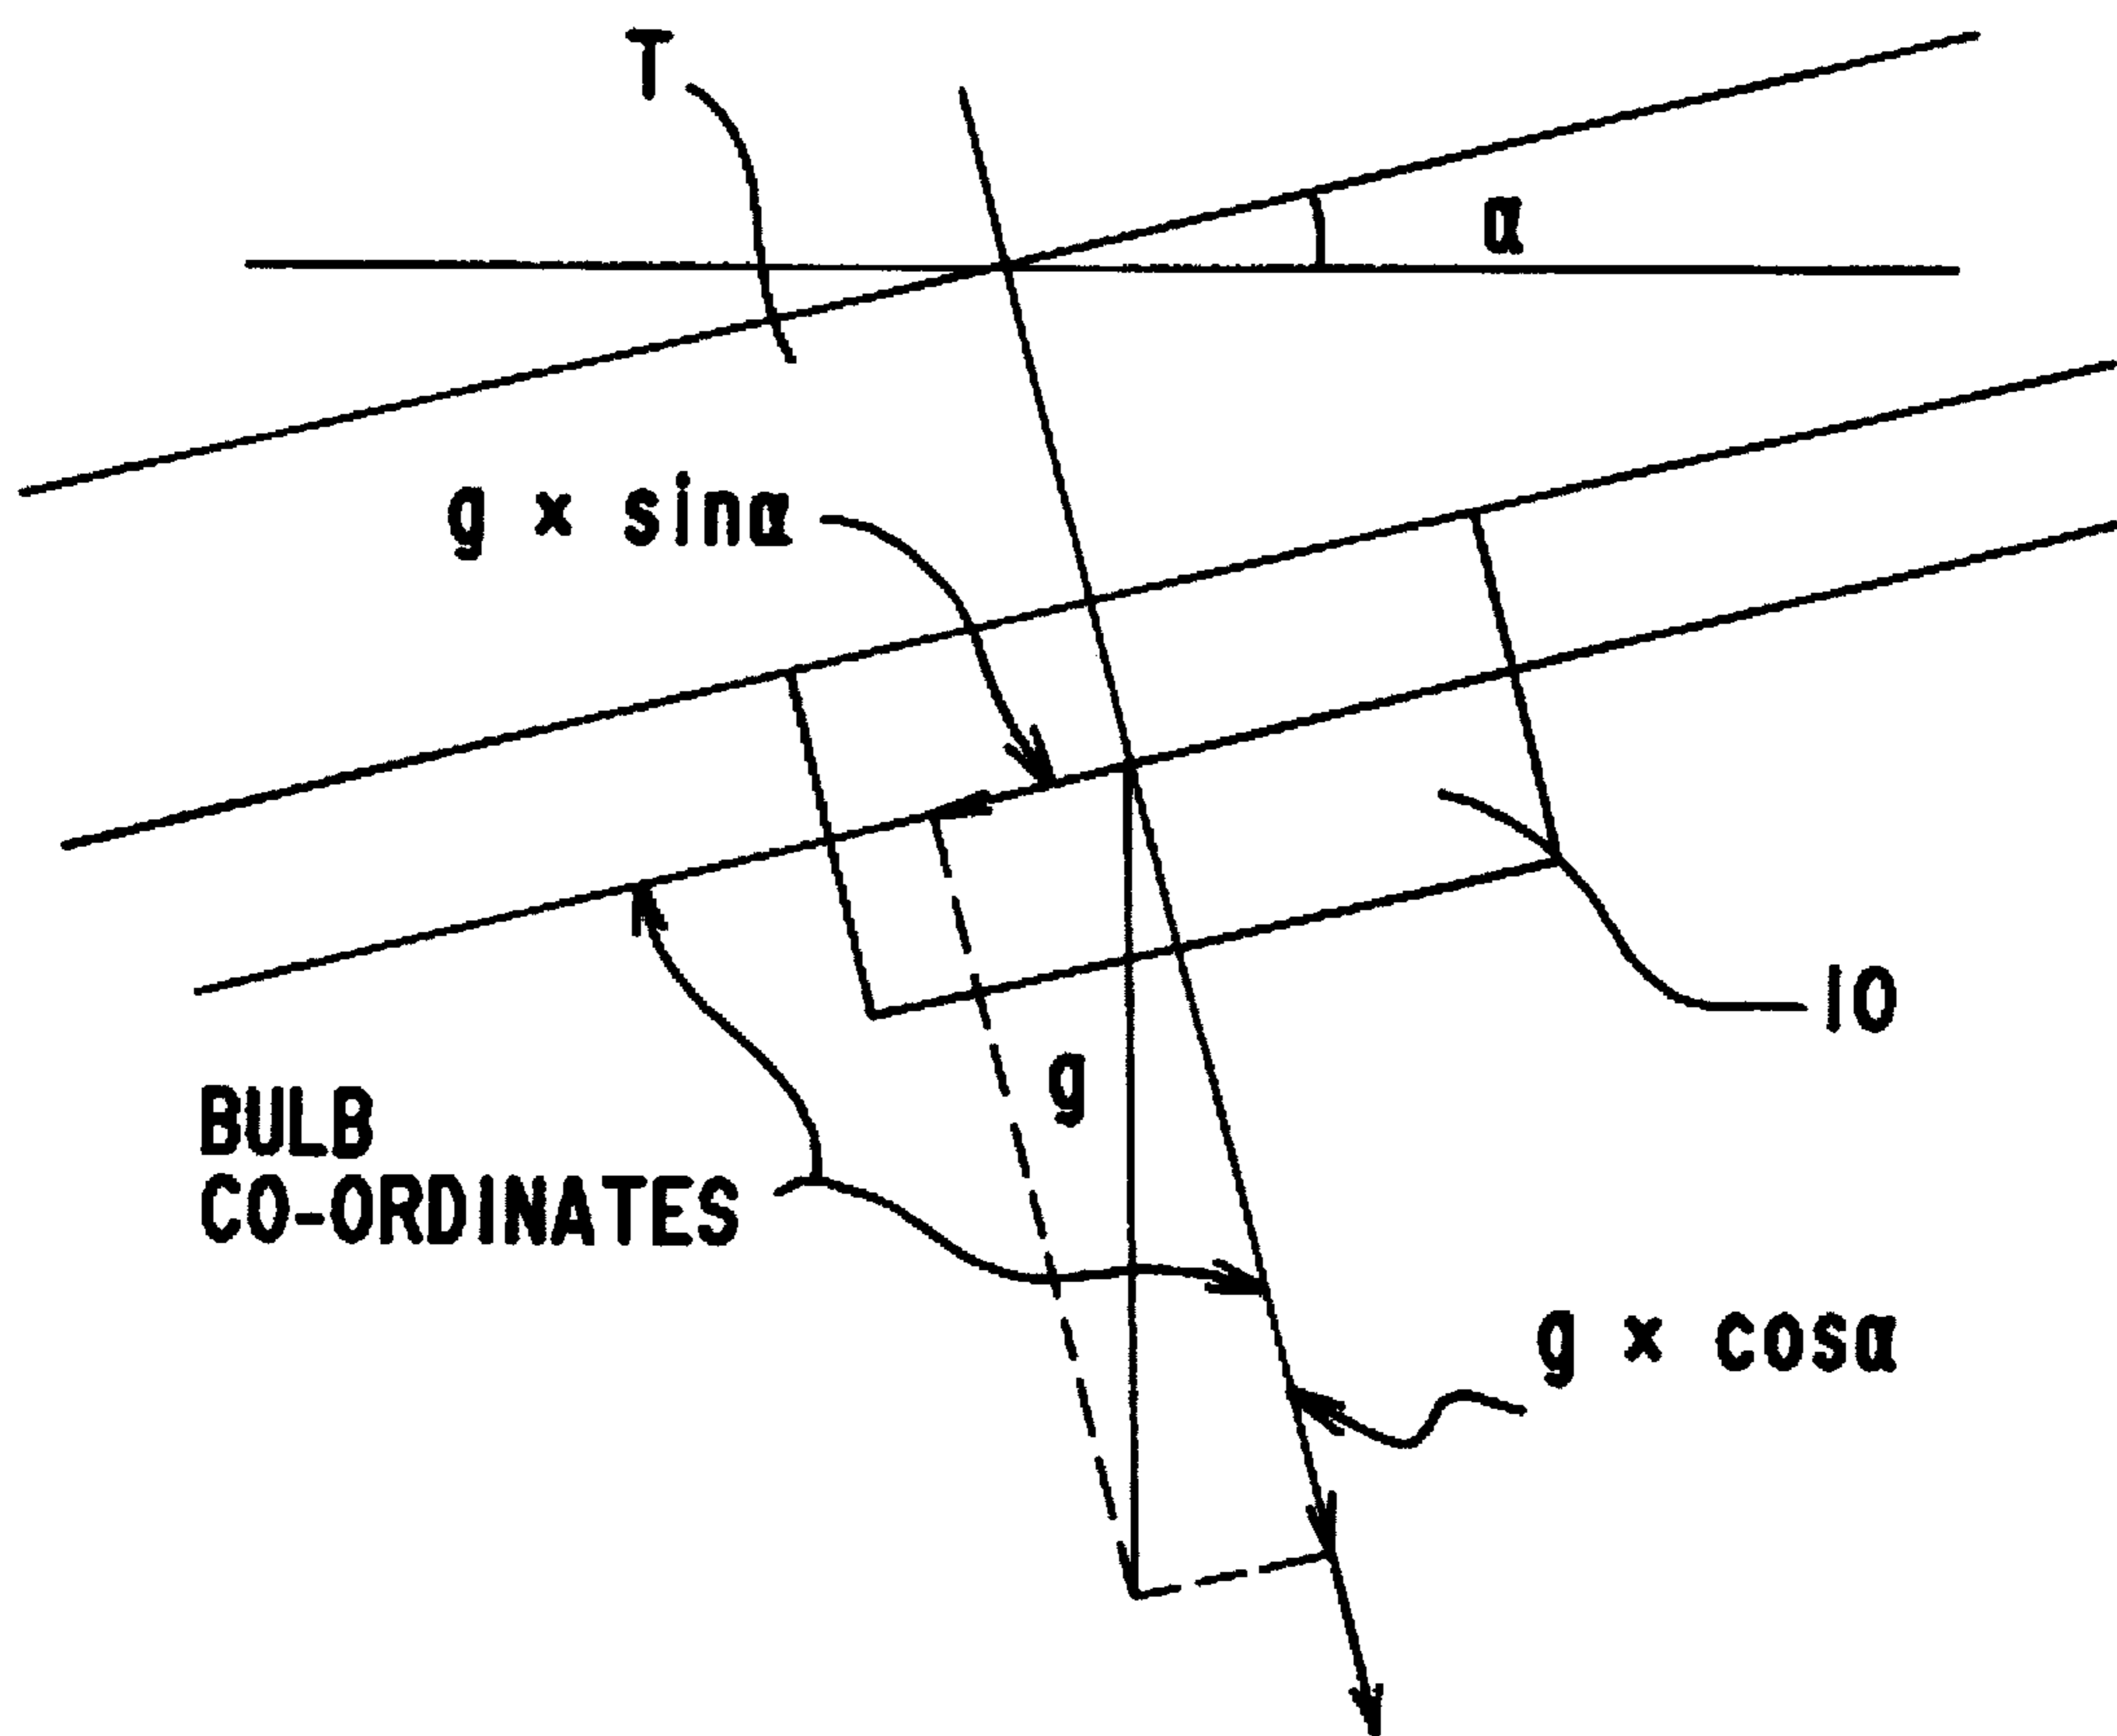 T
α
g × sinα
10
g
BULB
CO-ORDINATES
g × cosα